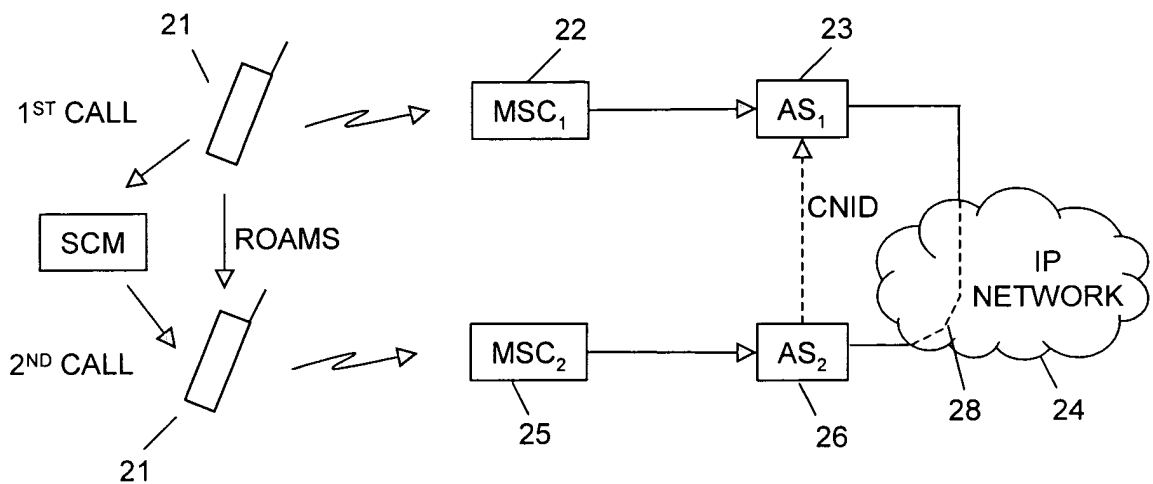 21
22
23
1ST CALL
MSC1
AS1
CNID
SCM
ROAMS
IP
NETWORK
2ND CALL
MSC2
AS2
21
25
26
28
24